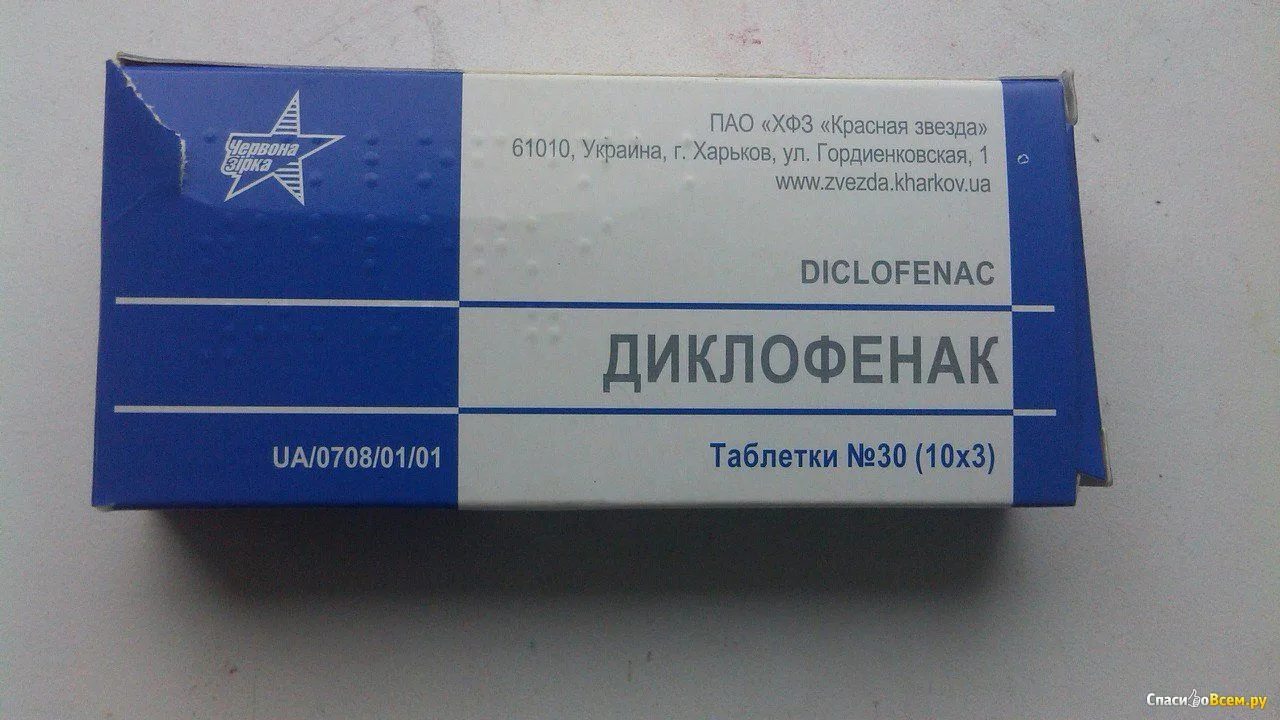 Червона
Зірка
ПАО «ХФЗ «Красная звезда»
61010, Украина, г. Харьков, ул. Гордиенковская, 1
www.zvezda.kharkov.ua
DICLOFENAC
ДИКЛОФЕНАК
UA/0708/01/01
Таблетки №30 (10x3)
СпасибоВсем.ру